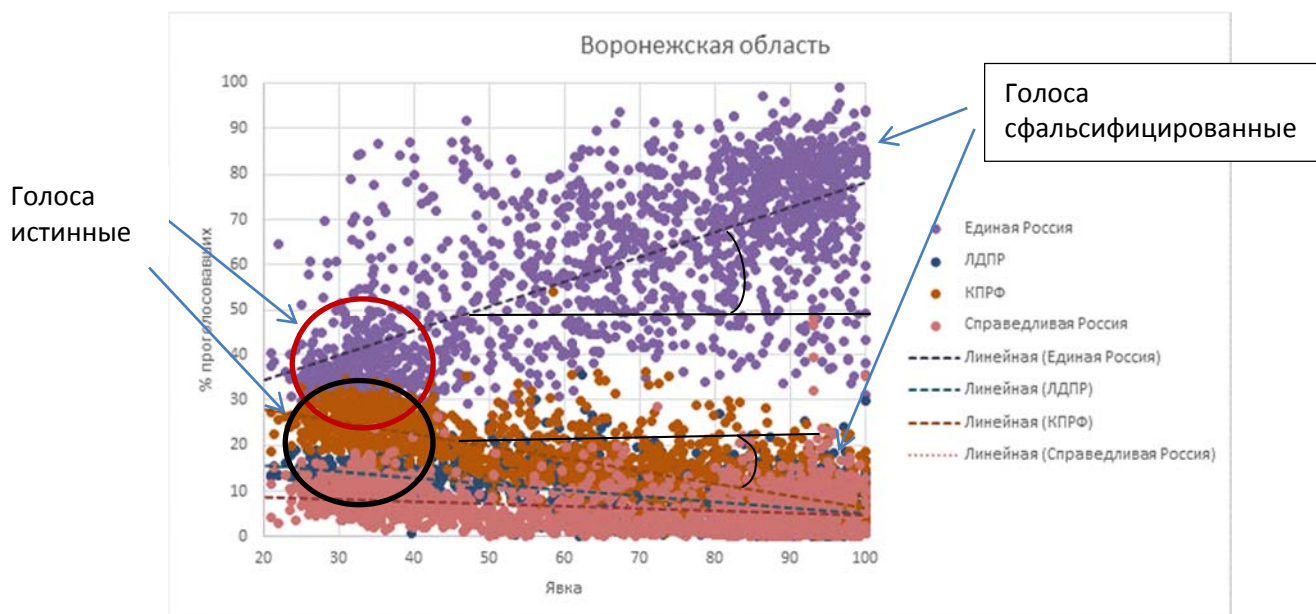 Воронежская область
Голоса
сфальсифицированные
Голоса
истинные
% проголосовавших
100
90
80
70
60
50
40
30
20
10
0
20 30 40 50 60 70 80 90 100
Явка
Единая Россия
ЛДПР
КПРФ
Справедливая Россия
Линейная (Единая Россия)
Линейная (ЛДПР)
Линейная (КПРФ)
Линейная (Справедливая Россия)